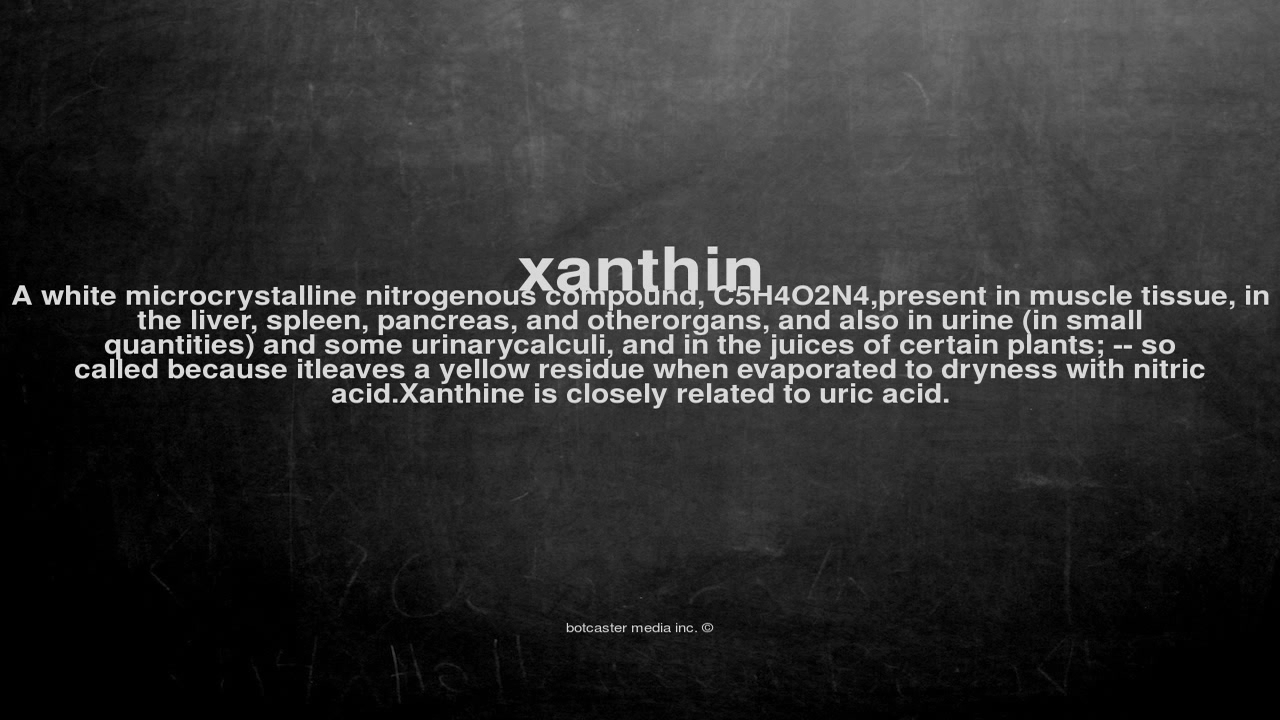 xanthin
A white microcrystalline nitrogenous compound, C5H4O2N4,present in muscle tissue, in
the liver, spleen, pancreas, and otherorgans, and also in urine (in small
quantities) and some urinarycalculi, and in the juices of certain plants; -- so
called because itleaves a yellow residue when evaporated to dryness with nitric
acid.Xanthine is closely related to uric acid.
botcaster media inc. ©